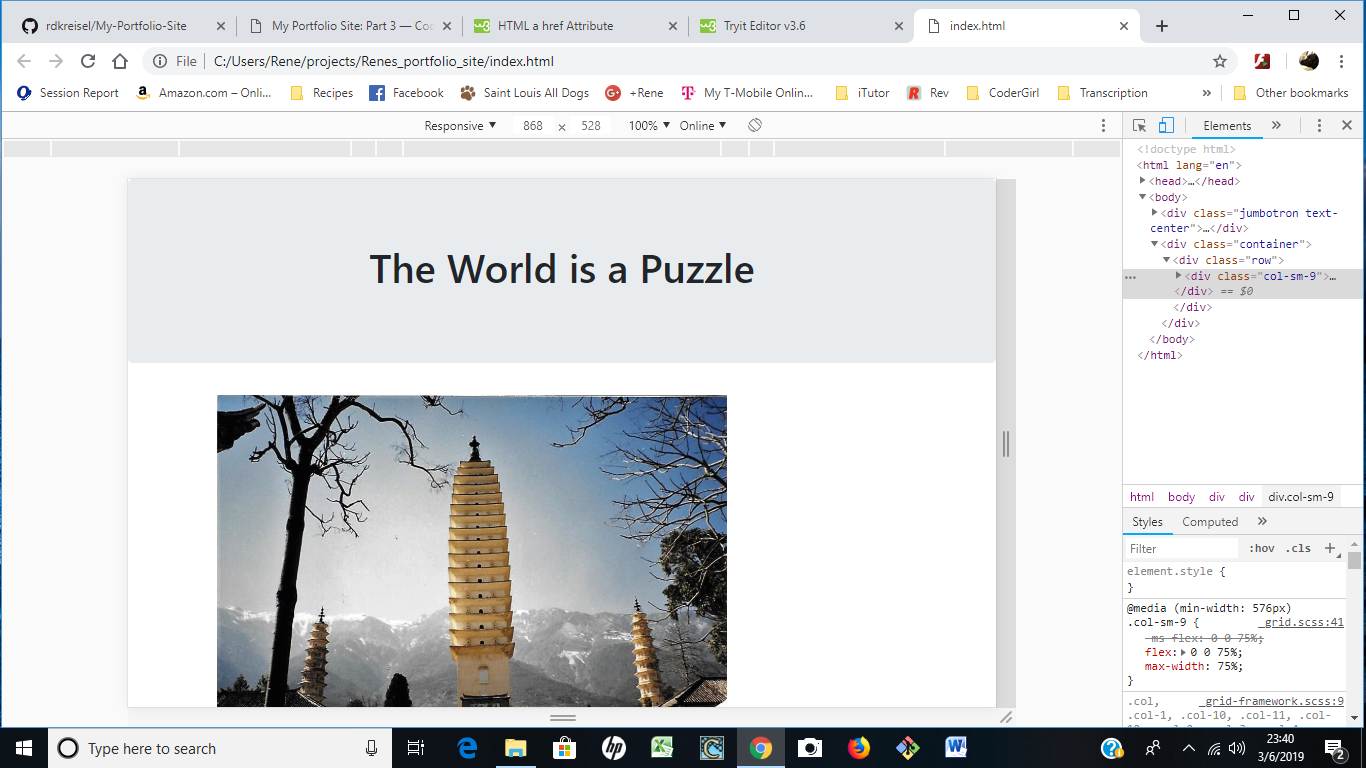 rdkreisel/My-Portfolio-Site
My Portfolio Site: Part 3 — Coc
HTML a href Attribute
Tryit Editor v3.6
index.html
File
C:/Users/Rene/projects/Renes_portfolio_site/index.html
Session Report
Amazon.com – Onli...
Recipes
Facebook
Saint Louis All Dogs
+Rene
My T-Mobile Onlin...
iTutor
Rev
CoderGirl
Transcription
»
Other bookmarks
Responsive ▼ 868 × 528 100% ▼ Online ▼
Elements »
The World is a Puzzle
<!doctype html>
<html lang="en">
▶<head>…</head>
▼<body>
▶<div class="jumbotron text-
center">…</div>
▼<div class="container">
▼<div class="row">
▶<div class="col-sm-9">…
</div> == $0
</div>
</div>
</body>
</html>
html body div div div.col-sm-9
Styles Computed »
Filter :hov .cls +
element.style {
}
@media (min-width: 576px)
.col-sm-9 { _grid.scss:41
-ms-flex: 0 0 75%;
flex:▶ 0 0 75%;
max-width: 75%;
}
.col, _grid-framework.scss:9
.col-1, .col-10, .col-11, .col-
Type here to search
23:40
3/6/2019
2